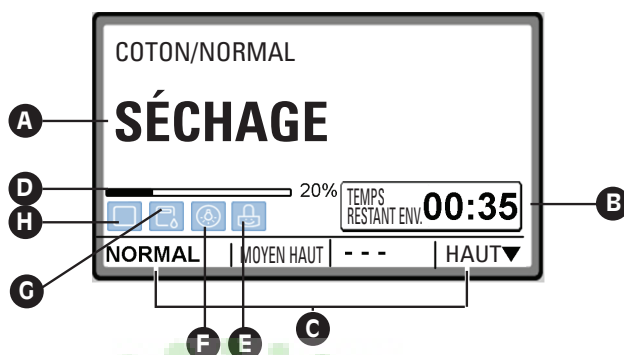 COTON/NORMAL
A
SÉCHAGE
D
20%
TEMPS
RESTANT ENV.
00:35
B
H
NORMAL
MOYEN HAUT
- - -
HAUT▼
G
F
E
C